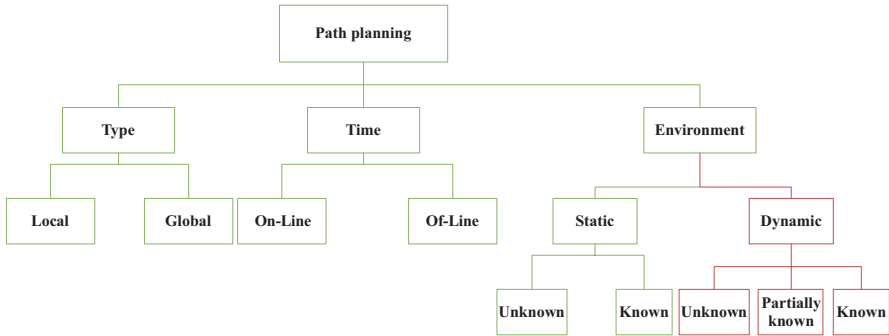 Path planning
Type
Time
Environment
Local
Global
On-Line
Of-Line
Static
Dynamic
Unknown
Known
Unknown
Partially
known
Known